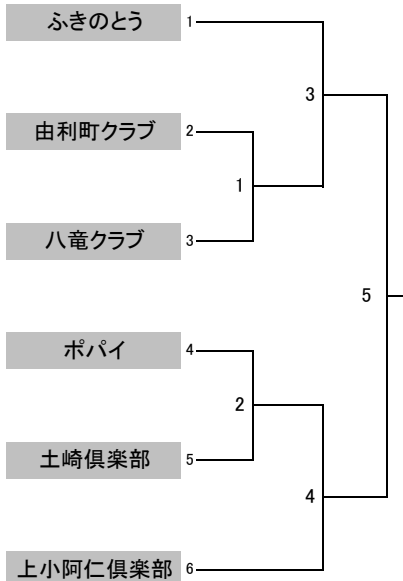 ふきのとう 1
3
由利町クラブ 2
1
八竜クラブ 3
5
ポパイ 4
2
土崎倶楽部 5
4
上小阿仁倶楽部 6